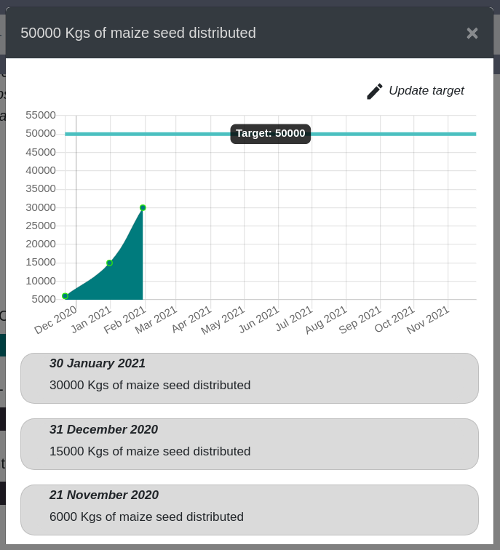 50000 Kgs of maize seed distributed
×
Update target
55000
50000
Target: 50000
45000
40000
35000
30000
25000
20000
15000
10000
5000
Dec 2020
Jan 2021
Feb 2021
Mar 2021
Apr 2021
May 2021
Jun 2021
Jul 2021
Aug 2021
Sep 2021
Oct 2021
Nov 2021
30 January 2021
30000 Kgs of maize seed distributed
31 December 2020
15000 Kgs of maize seed distributed
21 November 2020
6000 Kgs of maize seed distributed